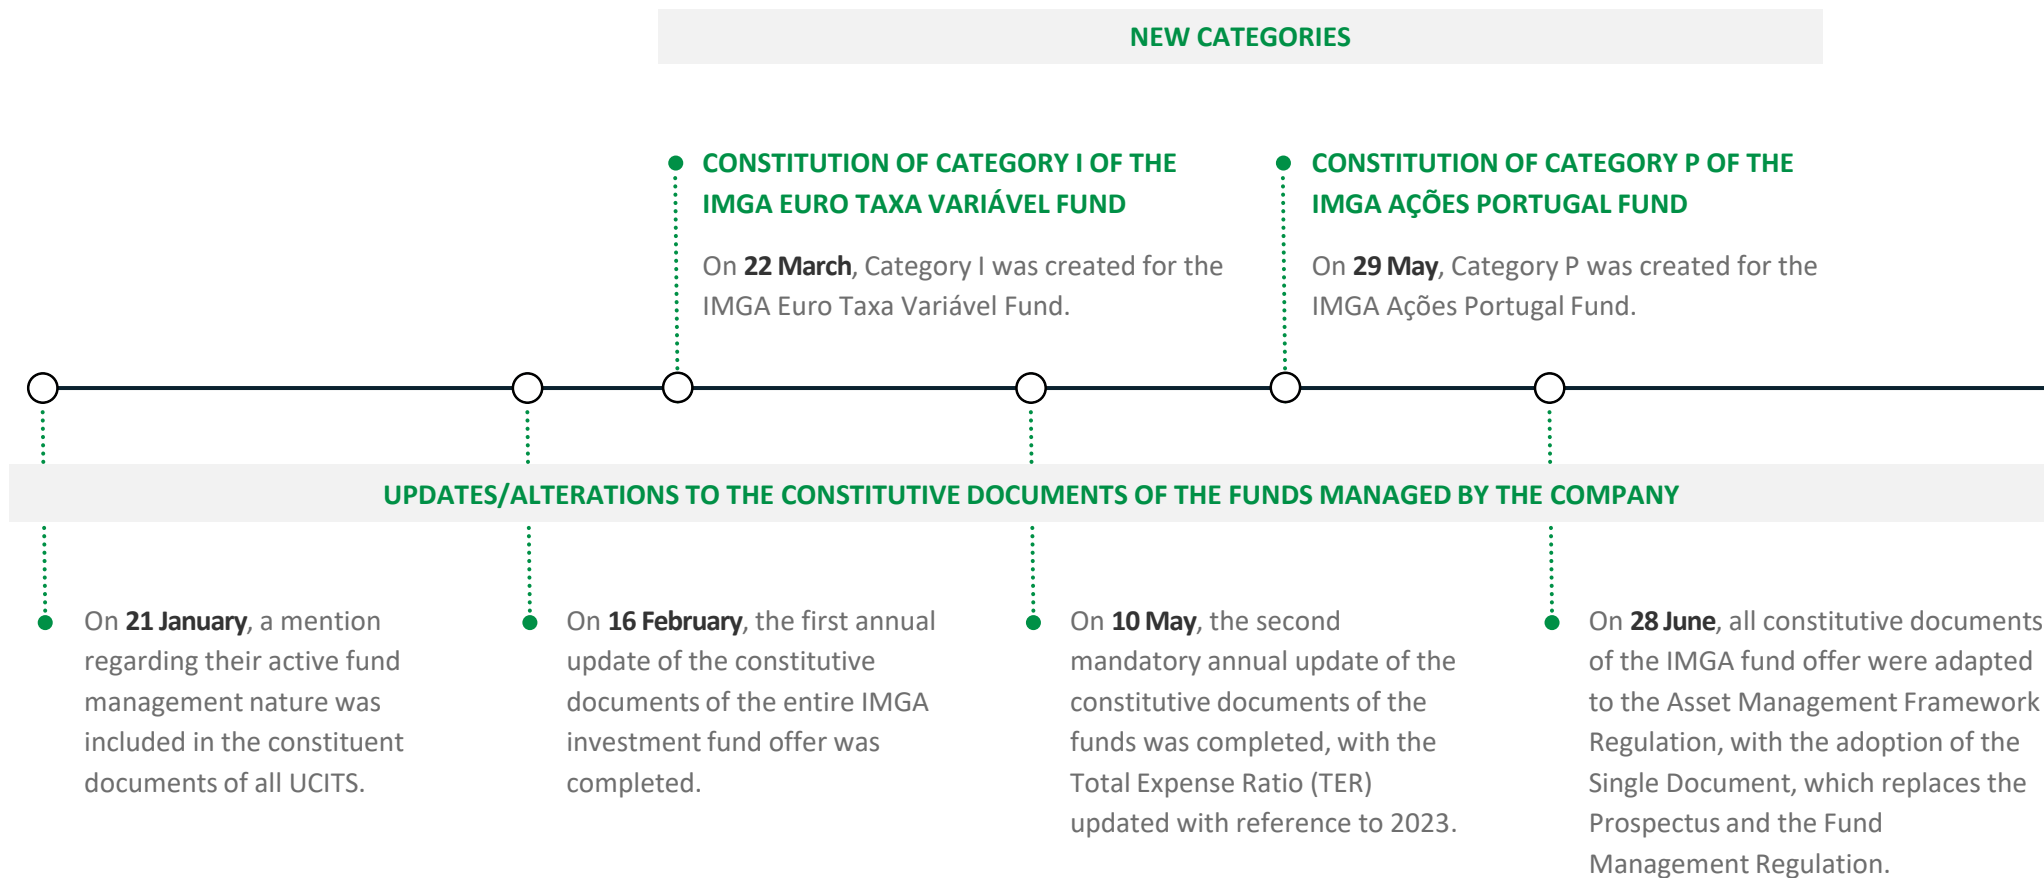 NEW CATEGORIES
CONSTITUTION OF CATEGORY I OF THE
IMGA EURO TAXA VARIÁVEL FUND
On 22 March, Category I was created for the
IMGA Euro Taxa Variável Fund.
CONSTITUTION OF CATEGORY P OF THE
IMGA AÇÕES PORTUGAL FUND
On 29 May, Category P was created for the
IMGA Ações Portugal Fund.
UPDATES/ALTERATIONS TO THE CONSTITUTIVE DOCUMENTS OF THE FUNDS MANAGED BY THE COMPANY
On 21 January, a mention
regarding their active fund
management nature was
included in the constituent
documents of all UCITS.
On 16 February, the first annual
update of the constitutive
documents of the entire IMGA
investment fund offer was
completed.
On 10 May, the second
mandatory annual update of the
constitutive documents of the
funds was completed, with the
Total Expense Ratio (TER)
updated with reference to 2023.
On 28 June, all constitutive documents
of the IMGA fund offer were adapted
to the Asset Management Framework
Regulation, with the adoption of the
Single Document, which replaces the
Prospectus and the Fund
Management Regulation.